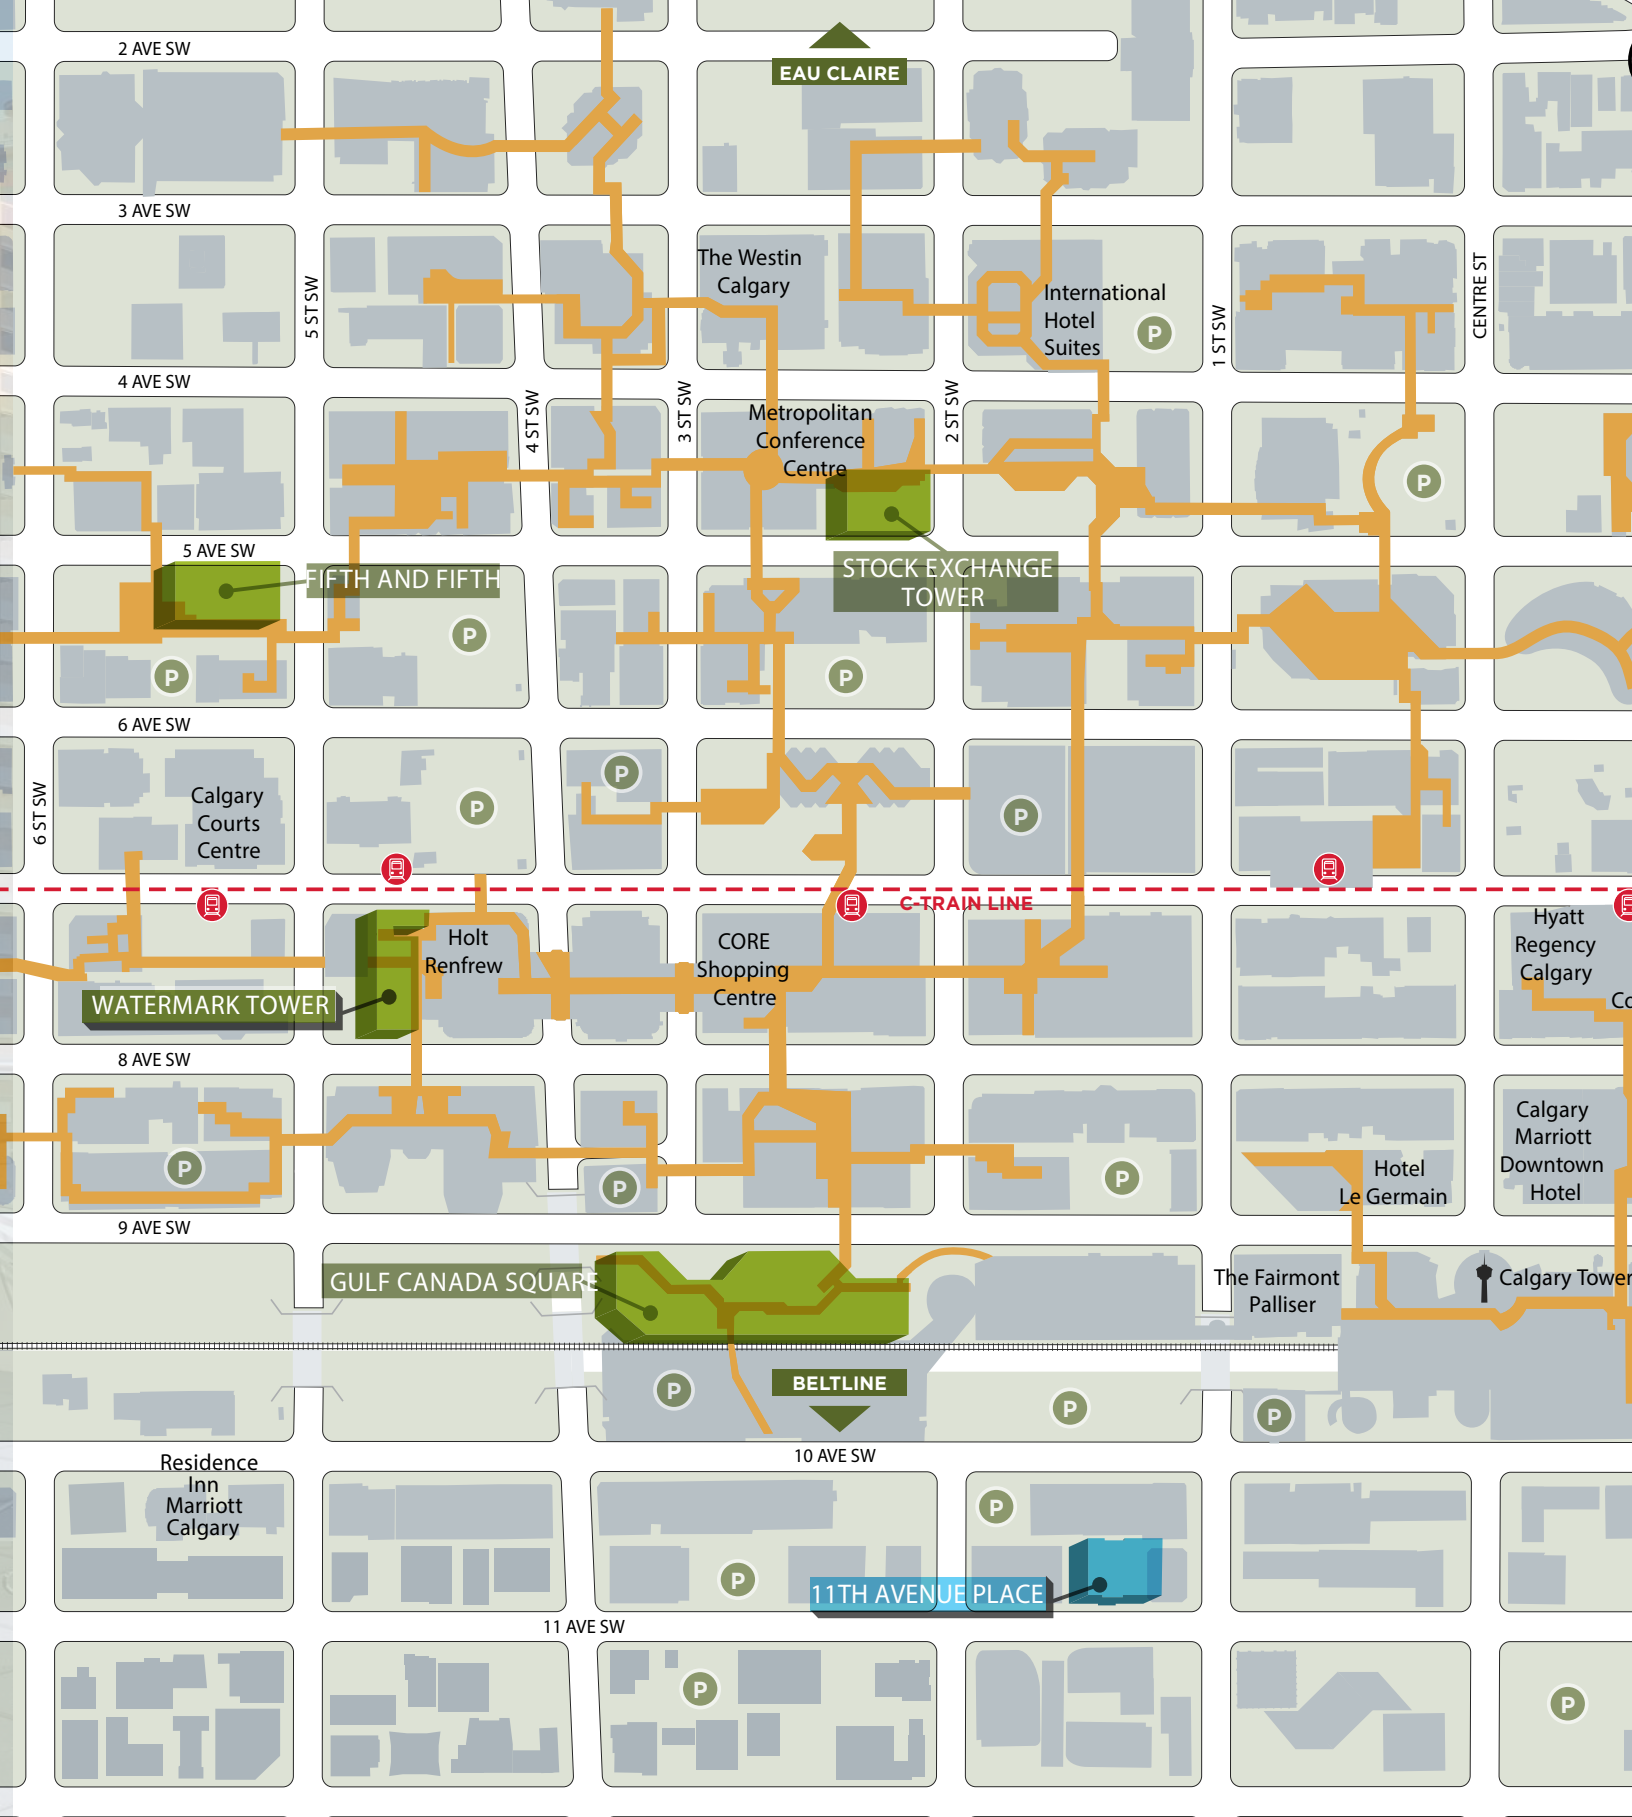 2 AVE SW
EAU CLAIRE
3 AVE SW
The Westin
Calgary
5 ST SW
International
Hotel
Suites
P
1 ST SW
CENTRE ST
4 AVE SW
4 ST SW
3 ST SW
2 ST SW
Metropolitan
Conference
Centre
P
5 AVE SW
FIFTH AND FIFTH
STOCK EXCHANGE
TOWER
P
P
P
6 AVE SW
6 ST SW
Calgary
Courts
Centre
P
P
P
C-TRAIN LINE
Holt
Renfrew
CORE
Shopping
Centre
Hyatt
Regency
Calgary
Co
WATERMARK TOWER
8 AVE SW
Calgary
Marriott
Downtown
Hotel
P
P
P
Hotel
Le Germain
9 AVE SW
GULF CANADA SQUARE
The Fairmont
Palliser
Calgary Tower
P
BELTLINE
P
P
10 AVE SW
Residence
Inn
Marriott
Calgary
P
P
11TH AVENUE PLACE
11 AVE SW
P
P